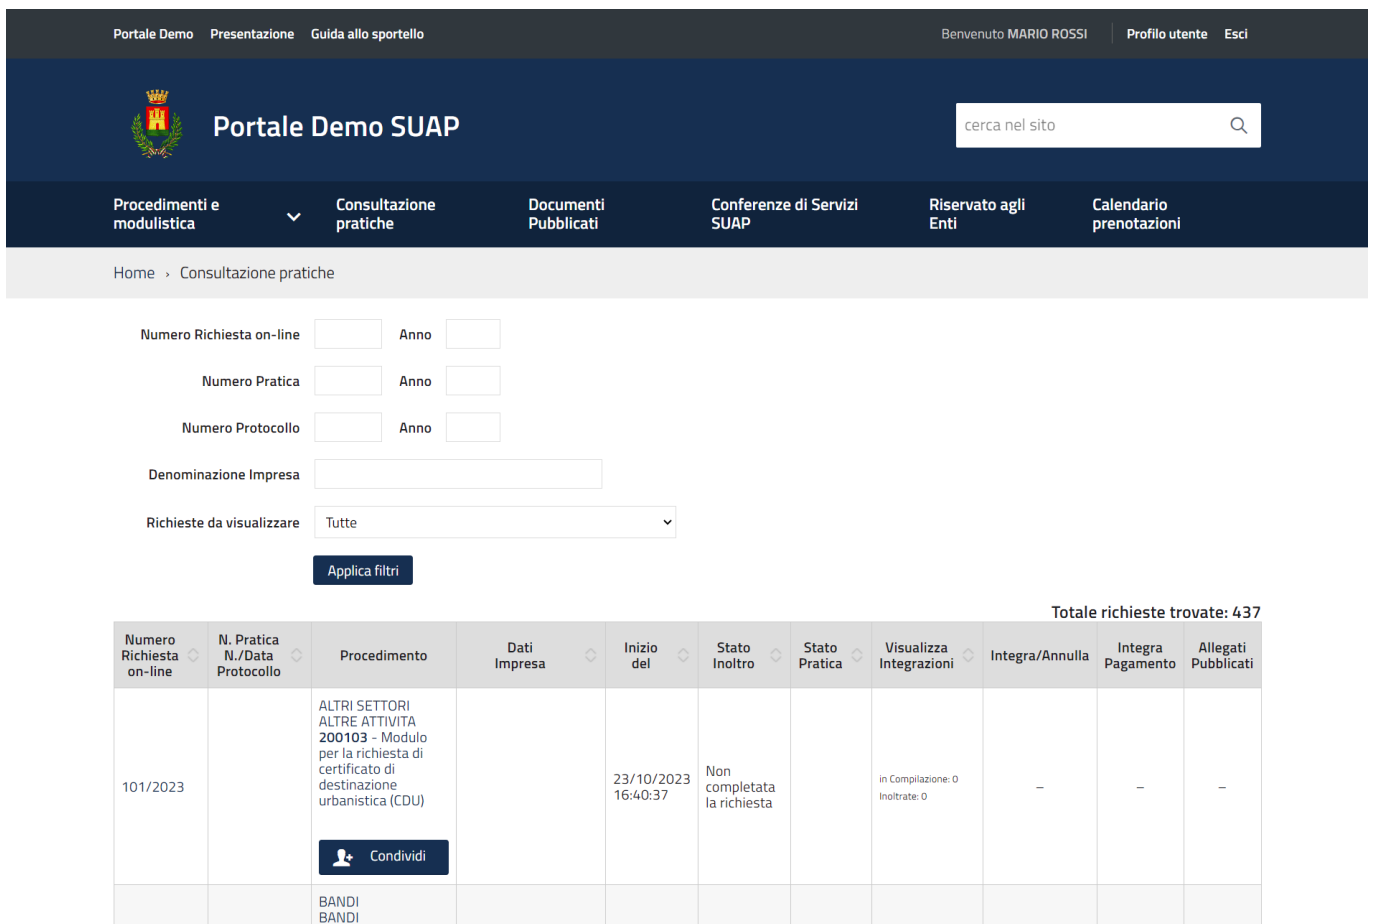 Portale Demo Presentazione Guida allo sportello Benvenuto MARIO ROSSI Profilo utente Esci
Portale Demo SUAP
cerca nel sito
Procedimenti e
modulistica
Consultazione
pratiche
Documenti
Pubblicati
Conferenze di Servizi
SUAP
Riservato agli
Enti
Calendario
prenotazioni
Home › Consultazione pratiche
Numero Richiesta on-line Anno
Numero Pratica Anno
Numero Protocollo Anno
Denominazione Impresa
Richieste da visualizzare Tutte
Applica filtri
Totale richieste trovate: 437
Numero
Richiesta
on-line
N. Pratica
N./Data
Protocollo
Procedimento
Dati
Impresa
Inizio
del
Stato
Inoltro
Stato
Pratica
Visualizza
Integrazioni
Integra/Annulla
Integra
Pagamento
Allegati
Pubblicati
101/2023
ALTRI SETTORI
ALTRE ATTIVITA
200103 - Modulo
per la richiesta di
certificato di
destinazione
urbanistica (CDU)
Condividi
23/10/2023
16:40:37
Non
completata
la richiesta
in Compilazione: 0
Inoltrate: 0
– – –
BANDI
BANDI